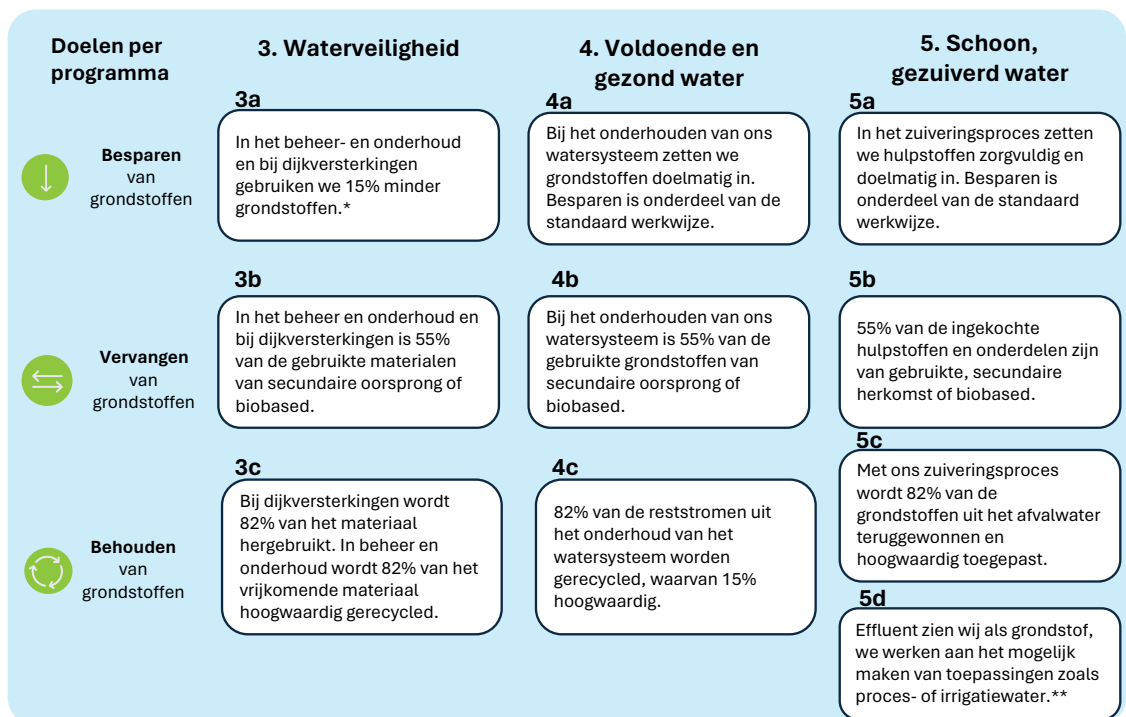 Doelen per
programma
3. Waterveiligheid
4. Voldoende en
gezond water
5. Schoon,
gezuiverd water
Besparen
van
grondstoffen
3a
In het beheer- en onderhoud
en bij dijkversterkingen
gebruiken we 15% minder
grondstoffen.*
4a
Bij het onderhouden van ons
watersysteem zetten we
grondstoffen doelmatig in.
Besparen is onderdeel van de
standaard werkwijze.
5a
In het zuiveringsproces zetten
we hulpstoffen zorgvuldig en
doelmatig in. Besparen is
onderdeel van de standaard
werkwijze.
Vervangen
van
grondstoffen
3b
In het beheer en onderhoud en
bij dijkversterkingen is 55%
van de gebruikte materialen
van secundaire oorsprong of
biobased.
4b
Bij het onderhouden van ons
watersysteem is 55% van de
gebruikte grondstoffen van
secundaire oorsprong of
biobased.
5b
55% van de ingekochte
hulpstoffen en onderdelen zijn
van gebruikte, secundaire
herkomst of biobased.
Behouden
van
grondstoffen
3c
Bij dijkversterkingen wordt
82% van het materiaal
hergebruikt. In beheer en
onderhoud wordt 82% van het
vrijkomende materiaal
hoogwaardig gerecycled.
4c
82% van de reststromen uit
het onderhoud van het
watersysteem worden
gerecycled, waarvan 15%
hoogwaardig.
5c
Met ons zuiveringsproces
wordt 82% van de
grondstoffen uit het afvalwater
teruggewonnen en
hoogwaardig toegepast.
5d
Effluent zien wij als grondstof,
we werken aan het mogelijk
maken van toepassingen zoals
proces- of irrigatiewater.**